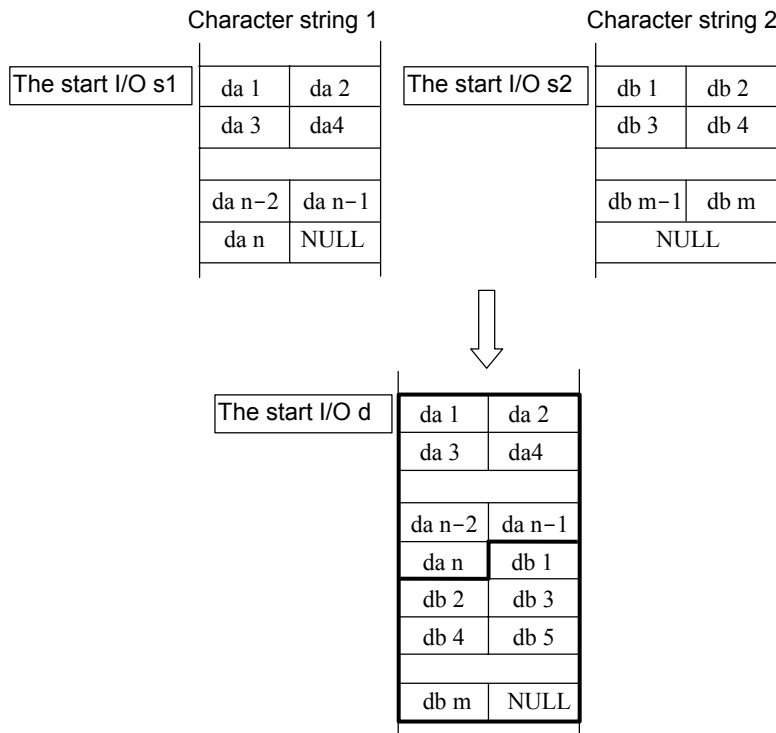 Character string 1
Character string 2
The start I/O s1
da 1 da 2
da 3 da4
da n−2 da n−1
da n NULL
The start I/O s2
db 1 db 2
db 3 db 4
db m−1 db m
NULL
The start I/O d
da 1 da 2
da 3 da4
da n−2 da n−1
da n db 1
db 2 db 3
db 4 db 5
db m NULL